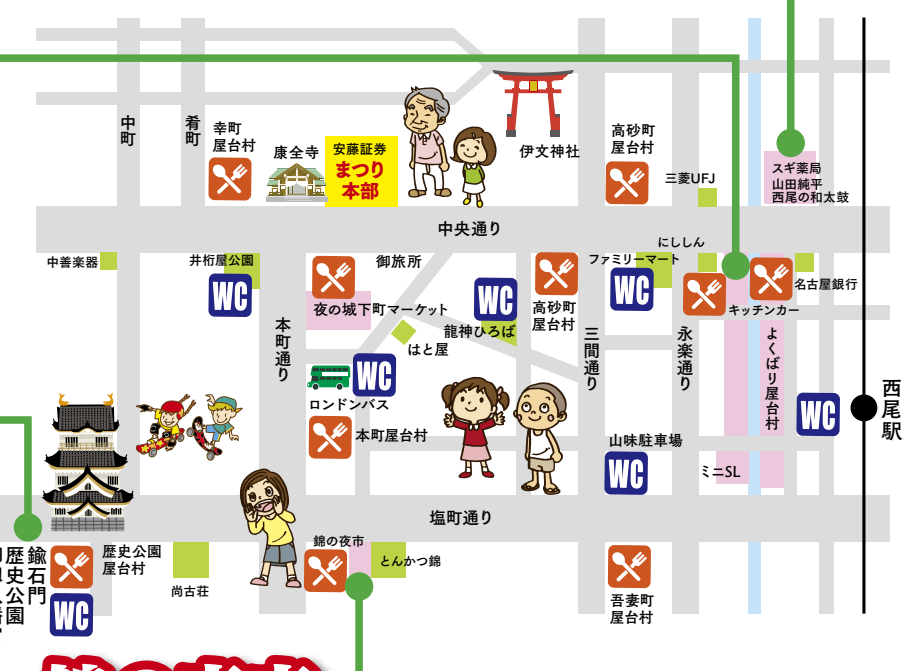 中町
肴町
幸町
屋台村
康全寺
安藤証券
まつり
本部
伊文神社
高砂町
屋台村
三菱UFJ
スギ薬局
山田純平
西尾の和太鼓
中央通り
中善楽器
井桁屋公園
WC
御旅所
夜の城下町マーケット
WC
龍神ひろば
高砂町
屋台村
にししん
ファミリーマート
WC
キッチンカー
名古屋銀行
本町通り
はと屋
WC
ロンドンバス
本町屋台村
三間通り
永楽通り
よくばり屋台村
WC
西尾駅
山味駐車場
WC
ミニSL
塩町通り
鍮石門
歴史公園
歴史公園
屋台村
WC
尚古荘
錦の夜市
とんかつ錦
吾妻町
屋台村